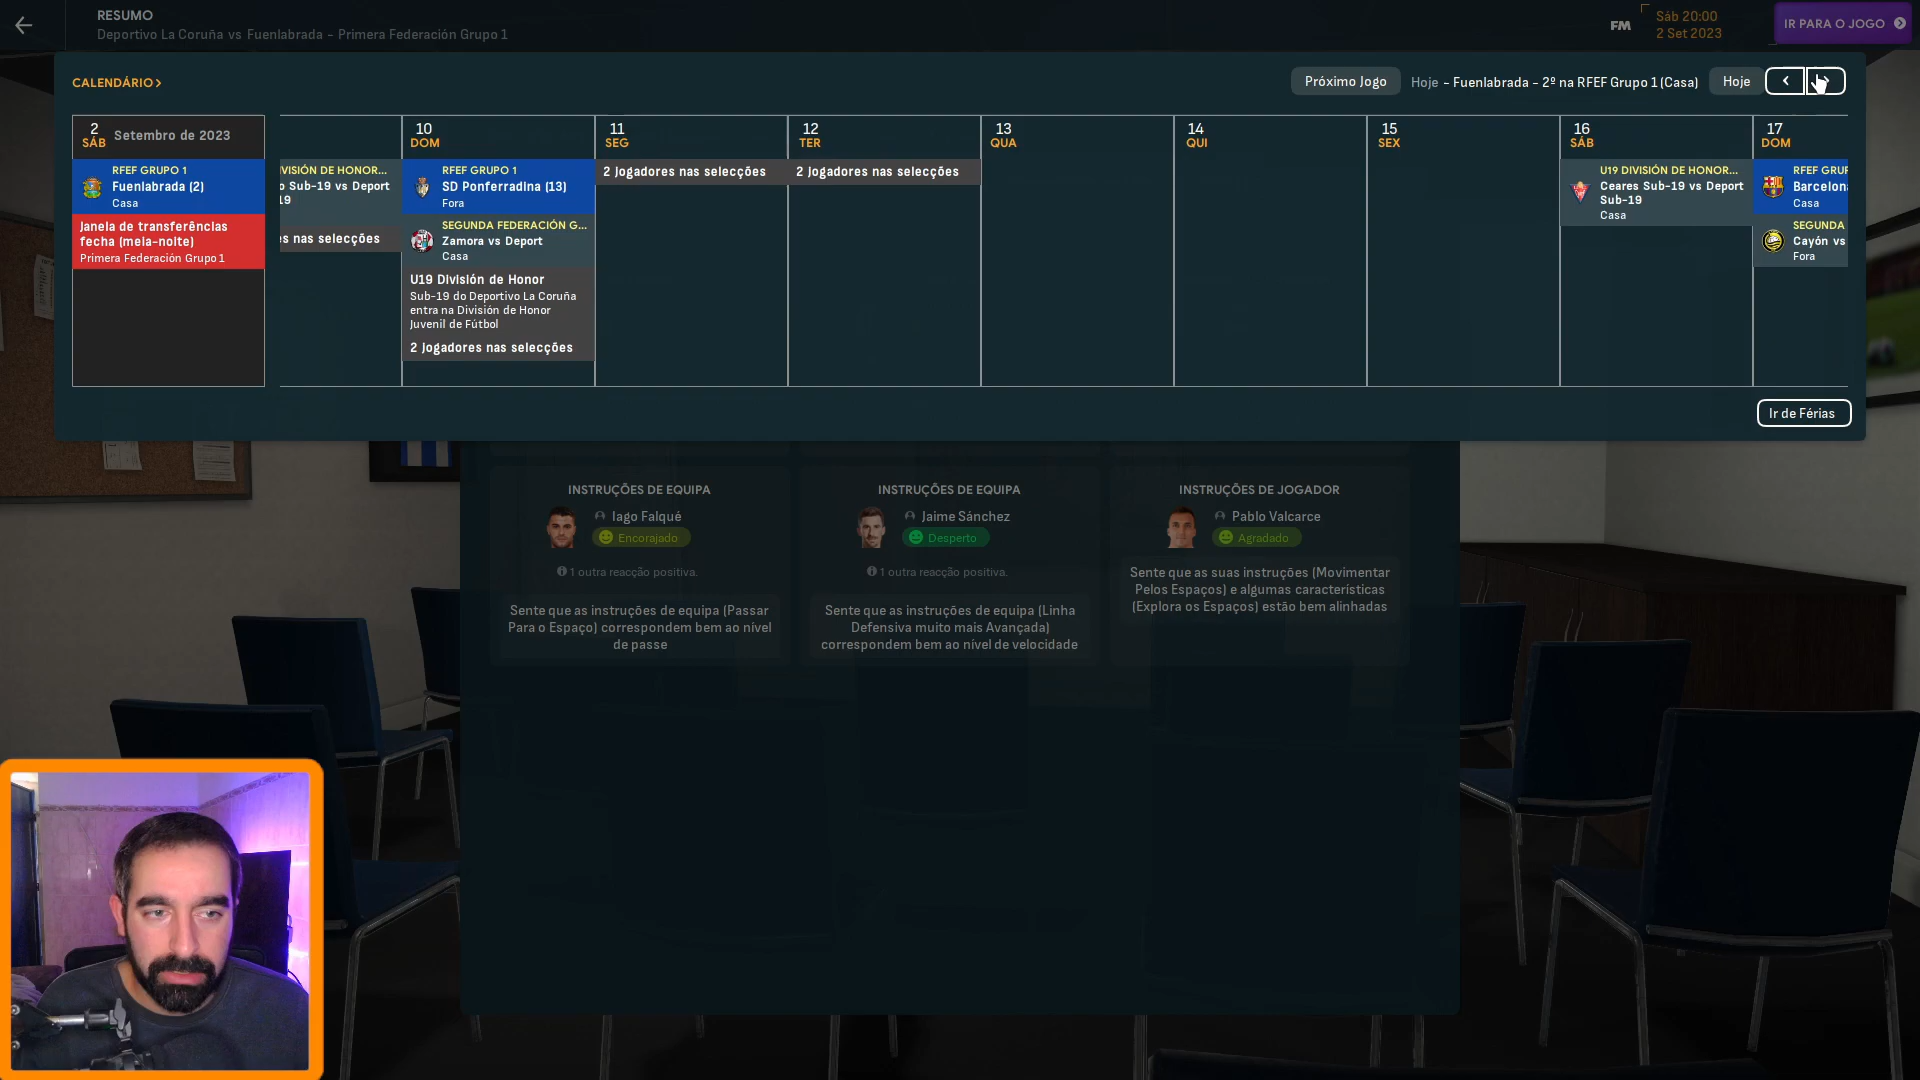 RESUMO
Deportivo La Coruña vs Fuenlabrada - Primera Federación Grupo 1
FM
Sáb 20:00
2 Set 2023
IR PARA O JOGO
CALENDÁRIO
Próximo Jogo
Hoje - Fuenlabrada - 2º na RFEF Grupo 1 (Casa)
Hoje
2
SÁB
Setembro de 2023
RFEF GRUPO 1
Fuenlabrada (2)
Casa
Janela de transferências
fecha (meia-noite)
Primera Federación Grupo 1
VISIÓN DE HONOR...
o Sub-19 vs Deport
19
s nas selecções
10
DOM
RFEF GRUPO 1
SD Ponferradina (13)
Fora
SEGUNDA FEDERACIÓN G...
Zamora vs Deport
Casa
U19 División de Honor
Sub-19 do Deportivo La Coruña
entra na División de Honor
Juvenil de Fútbol
2 Jogadores nas selecções
11
SEG
2 Jogadores nas selecções
12
TER
2 Jogadores nas selecções
13
QUA
14
QUI
15
SEX
16
SÁB
U19 DIVISIÓN DE HONOR...
Ceares Sub-19 vs Deport
Sub-19
Casa
17
DOM
RFEF GRUP
Barcelon
Casa
SEGUNDA
Cayón vs
Fora
Ir de Férias
INSTRUÇÕES DE EQUIPA
Iago Falqué
Encorajado
1 outra reacção positiva.
Sente que as instruções de equipa (Passar
Para o Espaço) correspondem bem ao nível
de passe
INSTRUÇÕES DE EQUIPA
Jaime Sánchez
Desperto
1 outra reacção positiva.
Sente que as instruções de equipa (Linha
Defensiva muito mais Avançada)
correspondem bem ao nível de velocidade
INSTRUÇÕES DE JOGADOR
Pablo Valcarce
Agradado
Sente que as suas instruções (Movimentar
Pelos Espaços) e algumas características
(Explora os Espaços) estão bem alinhadas